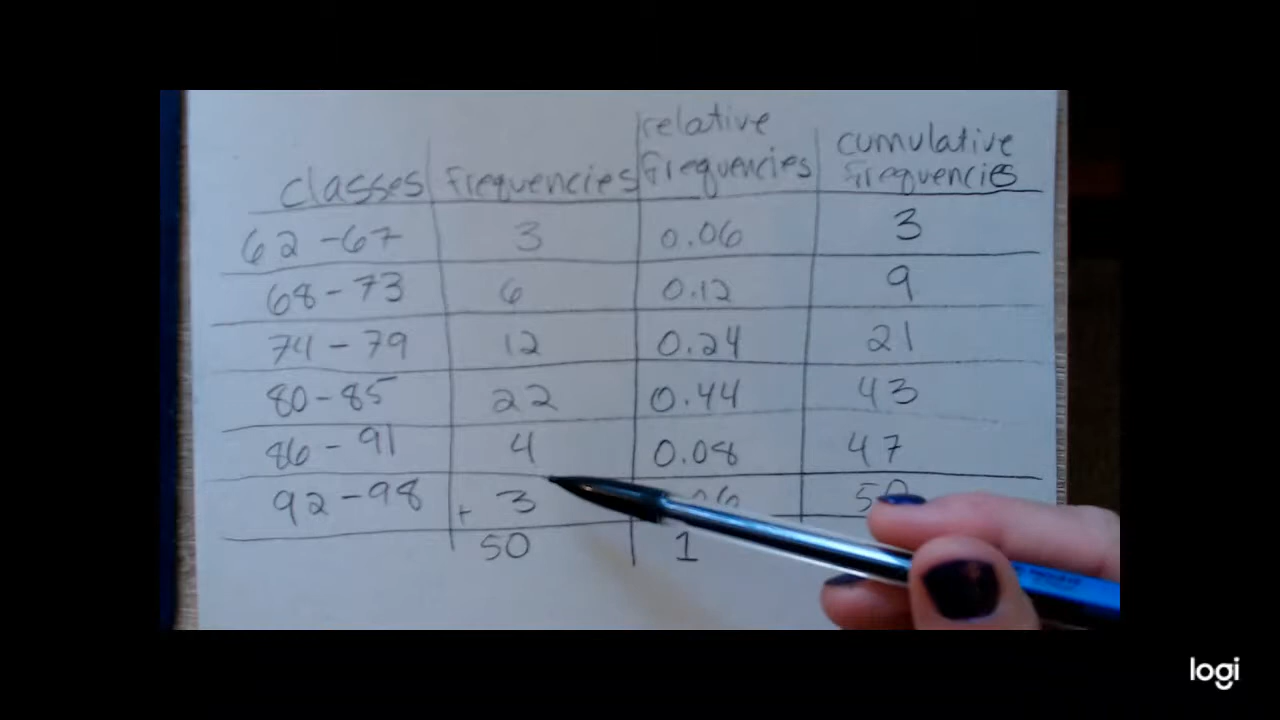 classes frequencies relative frequencies cumulative frequencies
62-67 3 0.06 3
68-73 6 0.12 9
74-79 12 0.24 21
80-85 22 0.44 43
86-91 4 0.08 47
92-98 + 3 50
50 1
logi